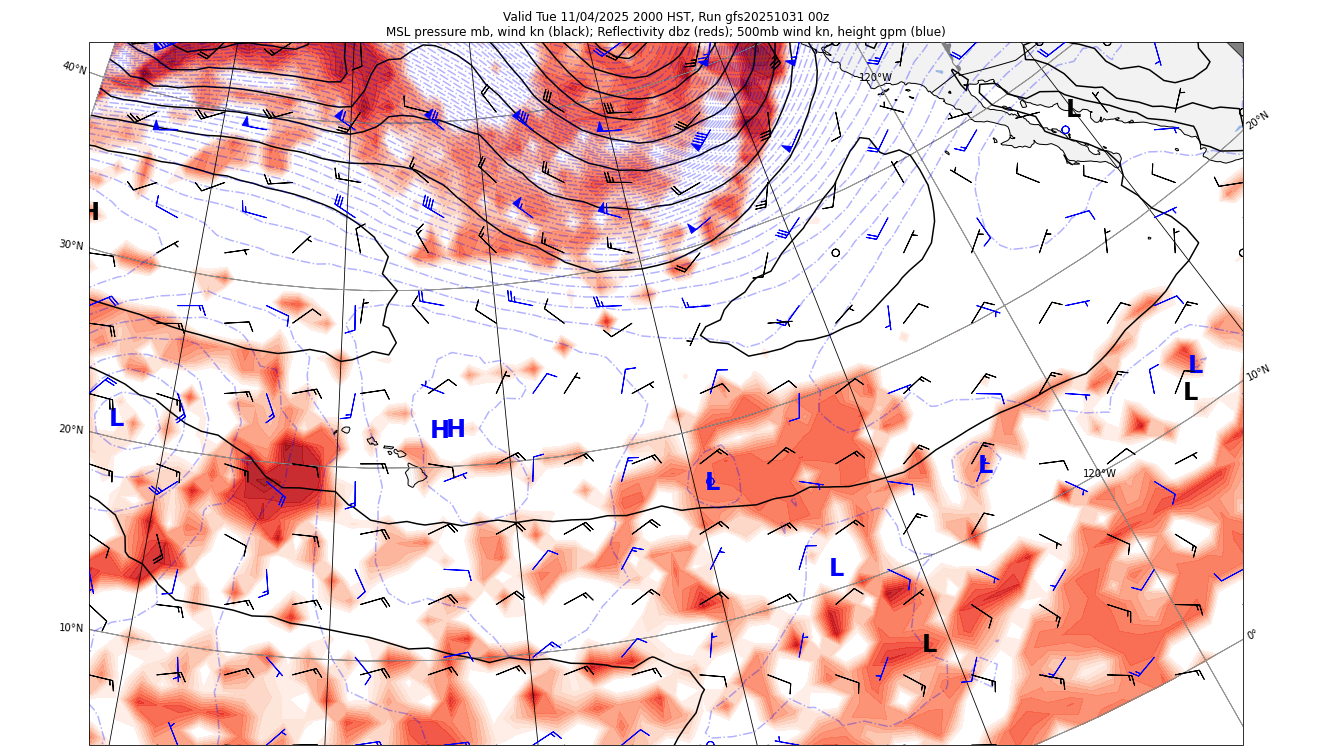 Valid Tue 11/04/2025 2000 HST, Run gfs20251031 00z
MSL pressure mb, wind kn (black); Reflectivity dbz (reds); 500mb wind kn, height gpm (blue)
40°N
120°W
L
20°N
H
30°N
L
10°N
L
L
20°N
HH
L
L
120°W
L
10°N
L
0°